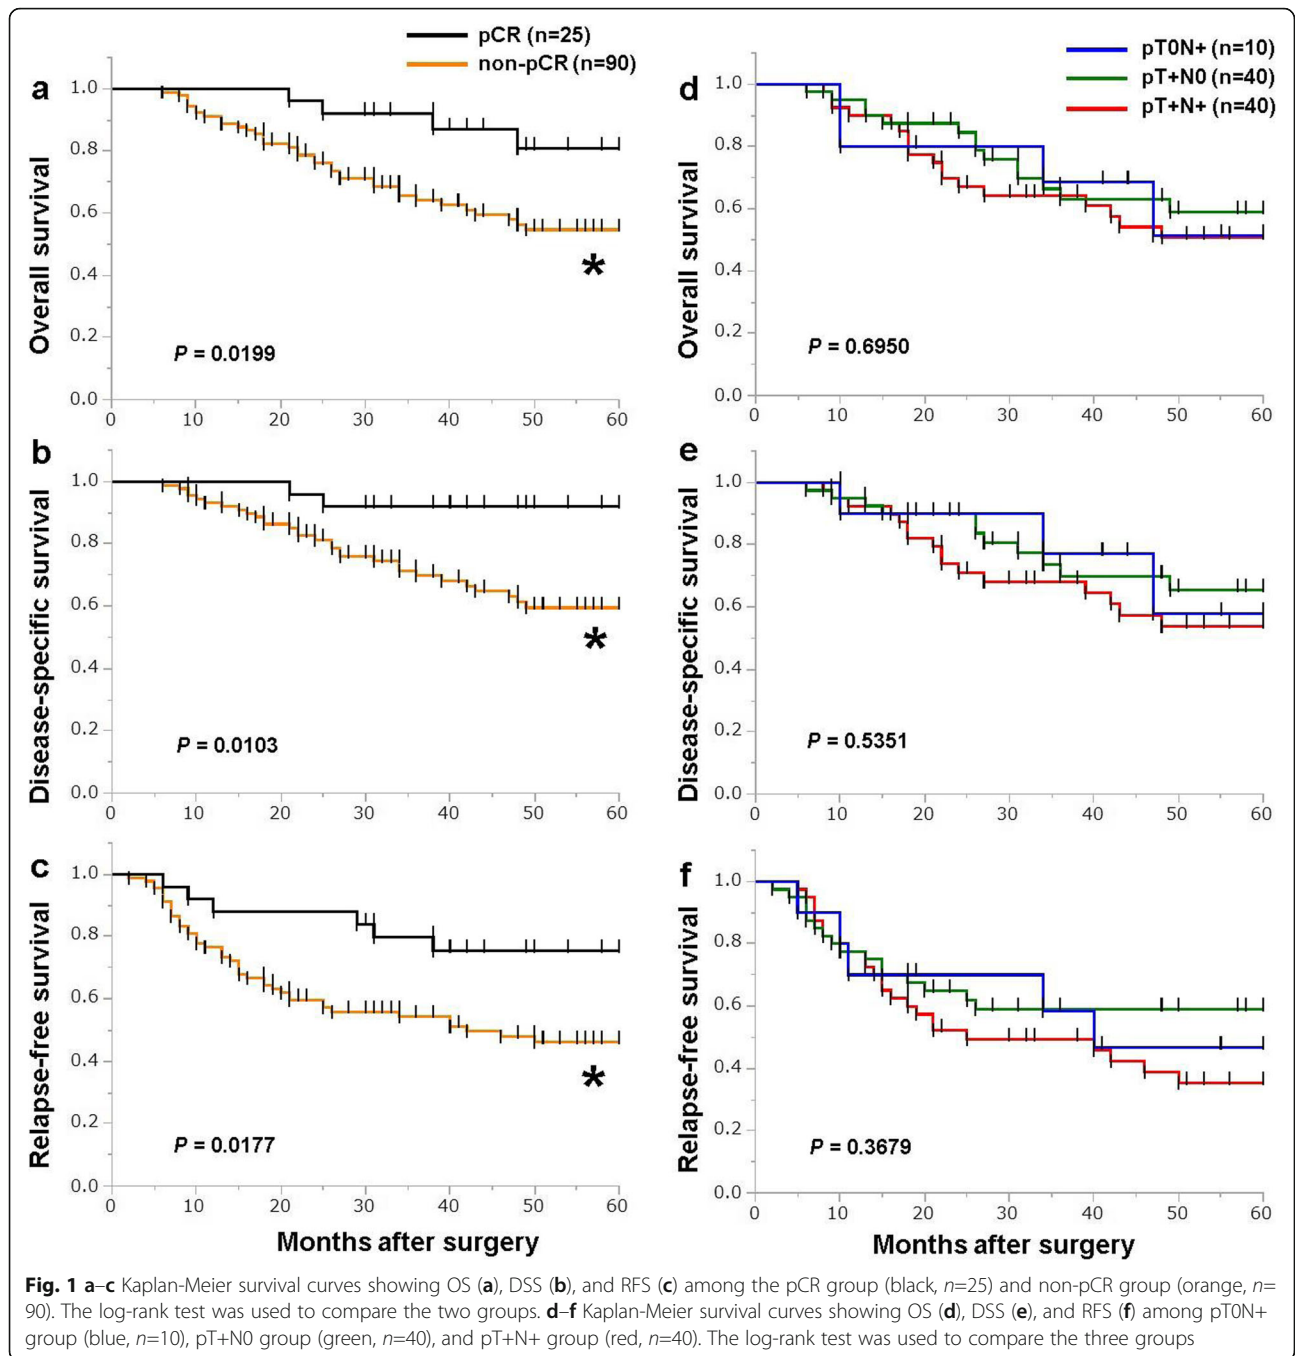 pCR (n=25)
non-pCR (n=90)
a
1.0
0.8
0.6
0.4
0.2
0.0
Overall survival
*
P = 0.0199
0 10 20 30 40 50 60
b
1.0
0.8
0.6
0.4
0.2
0.0
Disease-specific survival
*
P = 0.0103
0 10 20 30 40 50 60
c
1.0
0.8
0.6
0.4
0.2
0.0
Relapse-free survival
*
P = 0.0177
0 10 20 30 40 50 60
Months after surgery
pT0N+ (n=10)
pT+N0 (n=40)
pT+N+ (n=40)
d
1.0
0.8
0.6
0.4
0.2
0.0
Overall survival
P = 0.6950
0 10 20 30 40 50 60
e
1.0
0.8
0.6
0.4
0.2
0.0
Disease-specific survival
P = 0.5351
0 10 20 30 40 50 60
f
1.0
0.8
0.6
0.4
0.2
0.0
Relapse-free survival
P = 0.3679
0 10 20 30 40 50 60
Months after surgery
Fig. 1 a–c Kaplan-Meier survival curves showing OS (a), DSS (b), and RFS (c) among the pCR group (black, n=25) and non-pCR group (orange, n=
90). The log-rank test was used to compare the two groups. d–f Kaplan-Meier survival curves showing OS (d), DSS (e), and RFS (f) among pT0N+
group (blue, n=10), pT+N0 group (green, n=40), and pT+N+ group (red, n=40). The log-rank test was used to compare the three groups